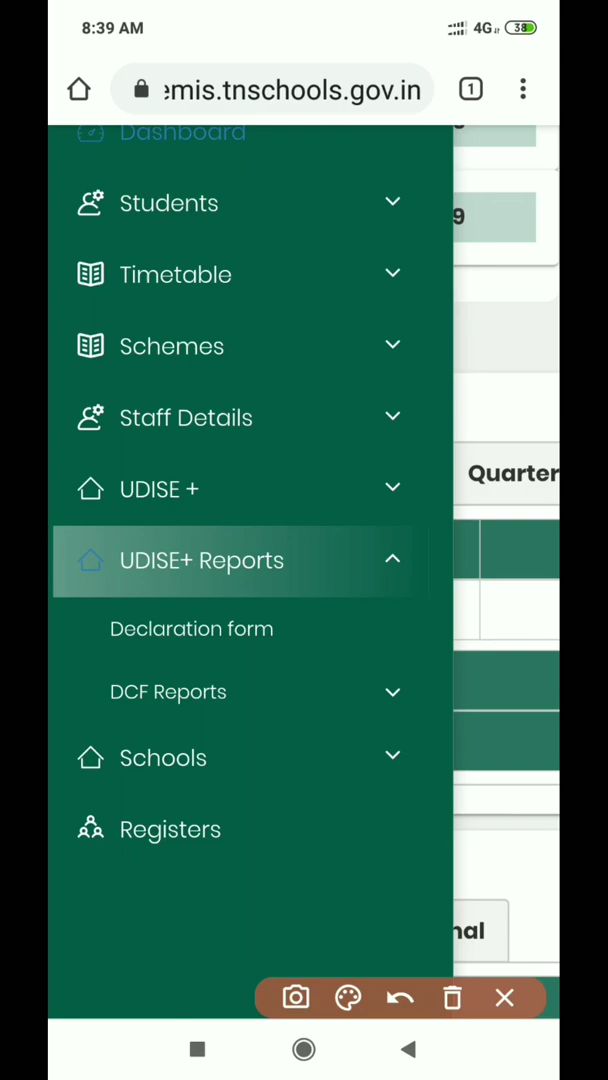 8:39 AM
4G
38
emis.tnschools.gov.in
1
Dashboard
Students
9
Timetable
Schemes
Staff Details
Quarter
UDISE +
UDISE+ Reports
Declaration form
DCF Reports
Schools
Registers
nal